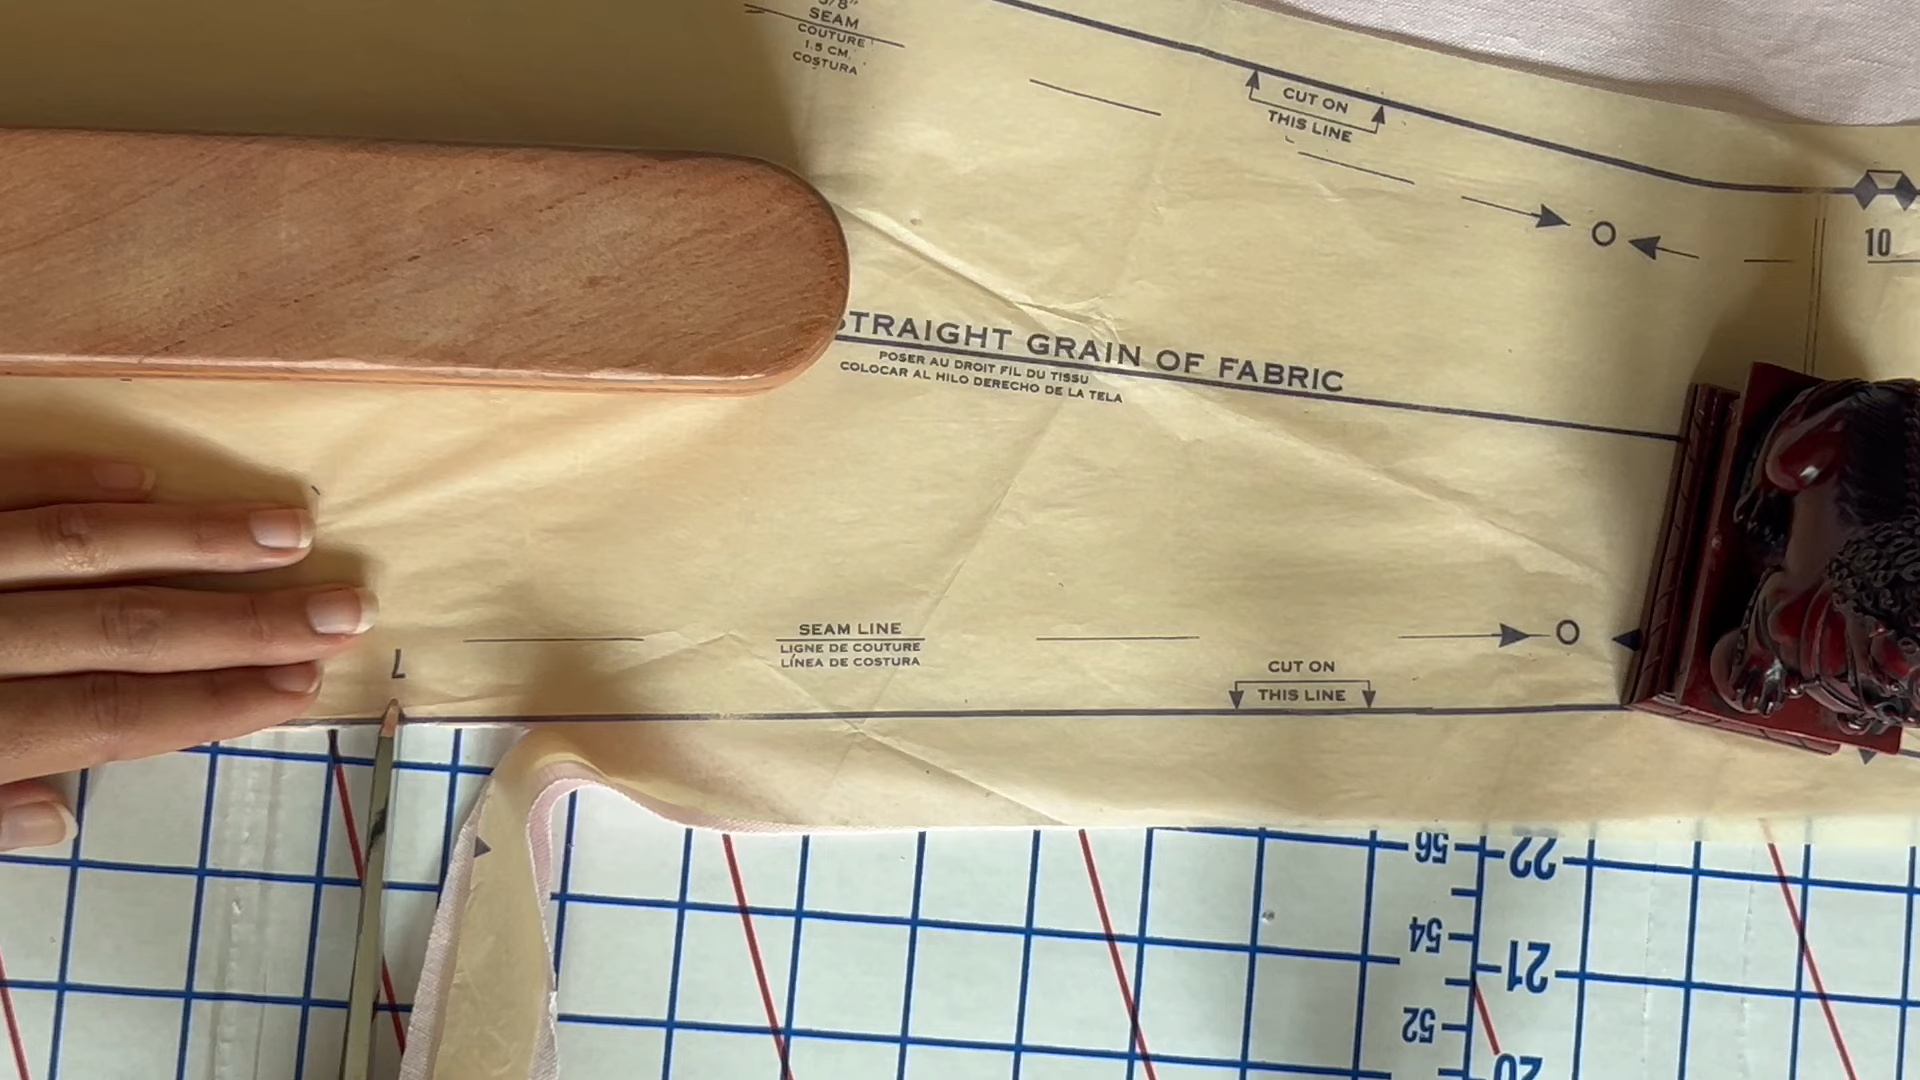 5/8"
SEAM
COUTURE
1.5 CM.
COSTURA
CUT ON
THIS LINE
10
STRAIGHT GRAIN OF FABRIC
POSER AU DROIT FIL DU TISSU
COLOCAR AL HILO DERECHO DE LA TELA
SEAM LINE
LIGNE DE COUTURE
LÍNEA DE COSTURA
7
CUT ON
THIS LINE
56 22
54 21
52 20